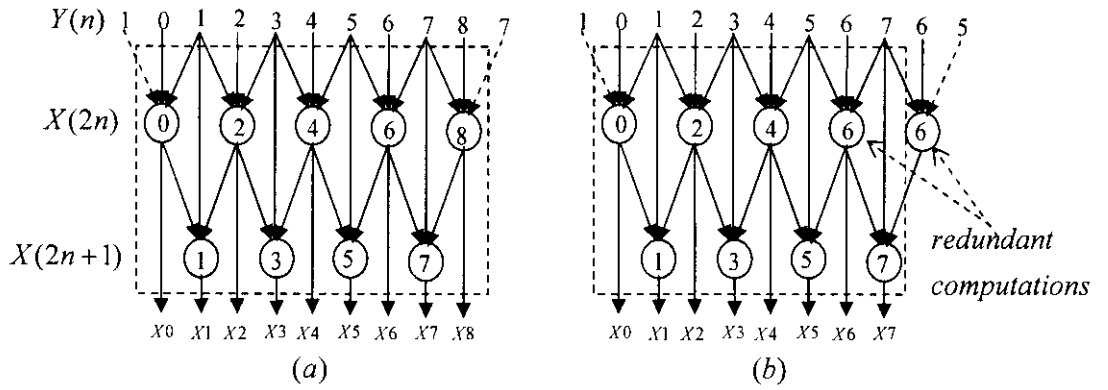 Y(n) 1 0 1 2 3 4 5 6 7 8 7
X(2n) 0 2 4 6 8
X(2n+1) 1 3 5 7
X0 X1 X2 X3 X4 X5 X6 X7 X8
(a)
1 0 1 2 3 4 5 6 7 6 5
0 2 4 6 6
1 3 5 7
redundant
computations
X0 X1 X2 X3 X4 X5 X6 X7
(b)